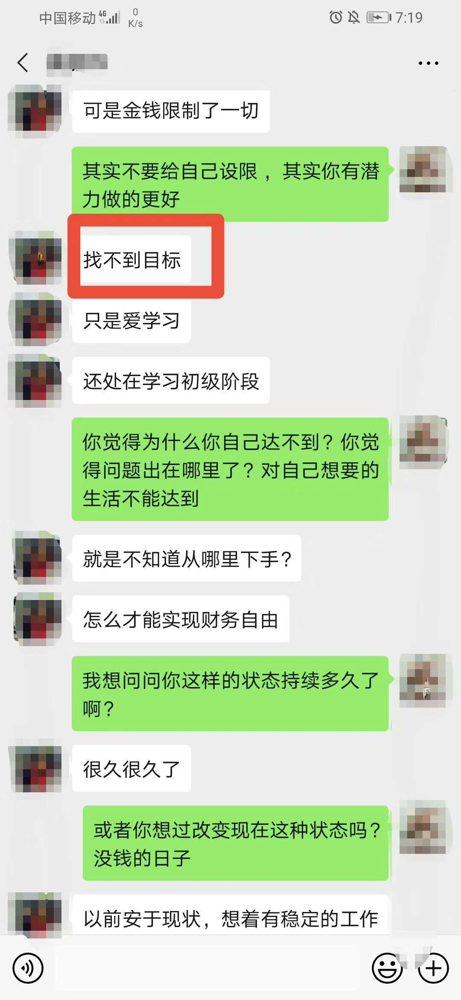 中国移动 4G 0 K/s 7:19
可是金钱限制了一切
其实不要给自己设限，其实你有潜
力做的更好
找不到目标
只是爱学习
还处在学习初级阶段
你觉得为什么你自己达不到？你觉
得问题出在哪里了？对自己想要的
生活不能达到
就是不知道从哪里下手？
怎么才能实现财务自由
我想问问你这样的状态持续多久了
啊？
很久很久了
或者你想过改变现在这种状态吗？
没钱的日子
以前安于现状，想着有稳定的工作